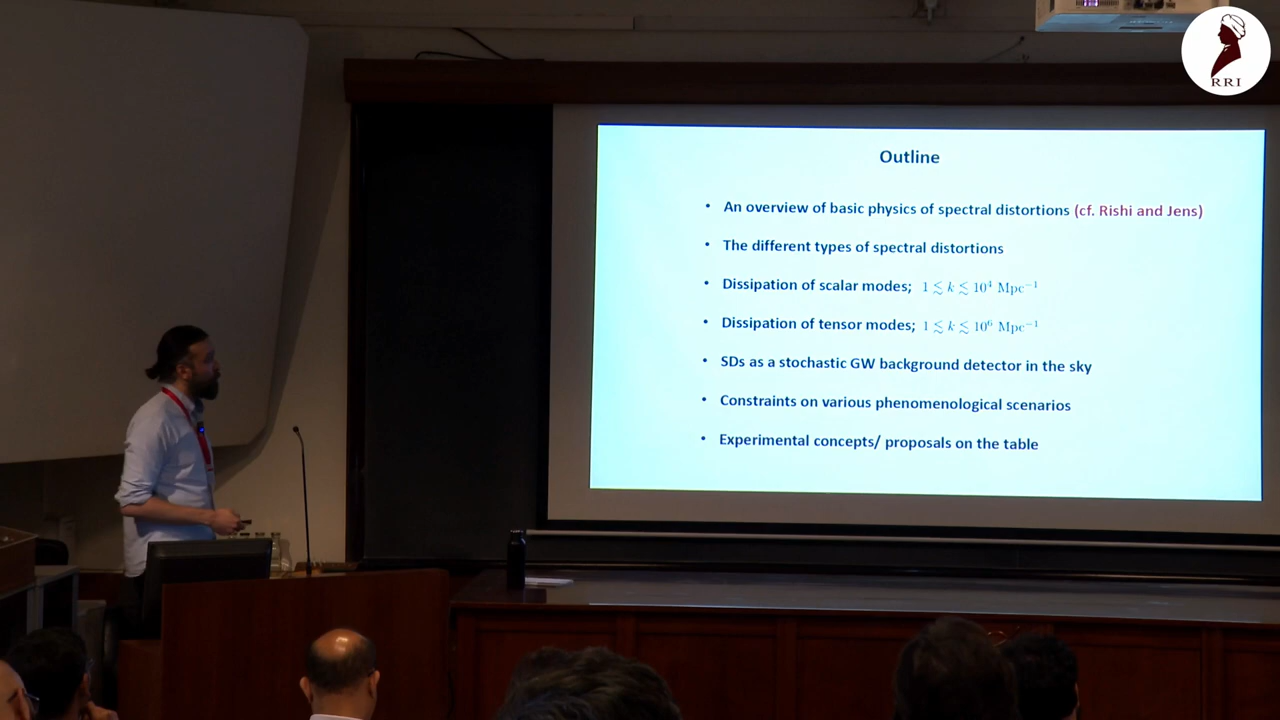 RRI
Outline
• An overview of basic physics of spectral distortions (cf. Rishi and Jens)
• The different types of spectral distortions
• Dissipation of scalar modes; 1 ≲ k ≲ 10⁴ Mpc⁻¹
• Dissipation of tensor modes; 1 ≲ k ≲ 10⁶ Mpc⁻¹
• SDs as a stochastic GW background detector in the sky
• Constraints on various phenomenological scenarios
• Experimental concepts/ proposals on the table